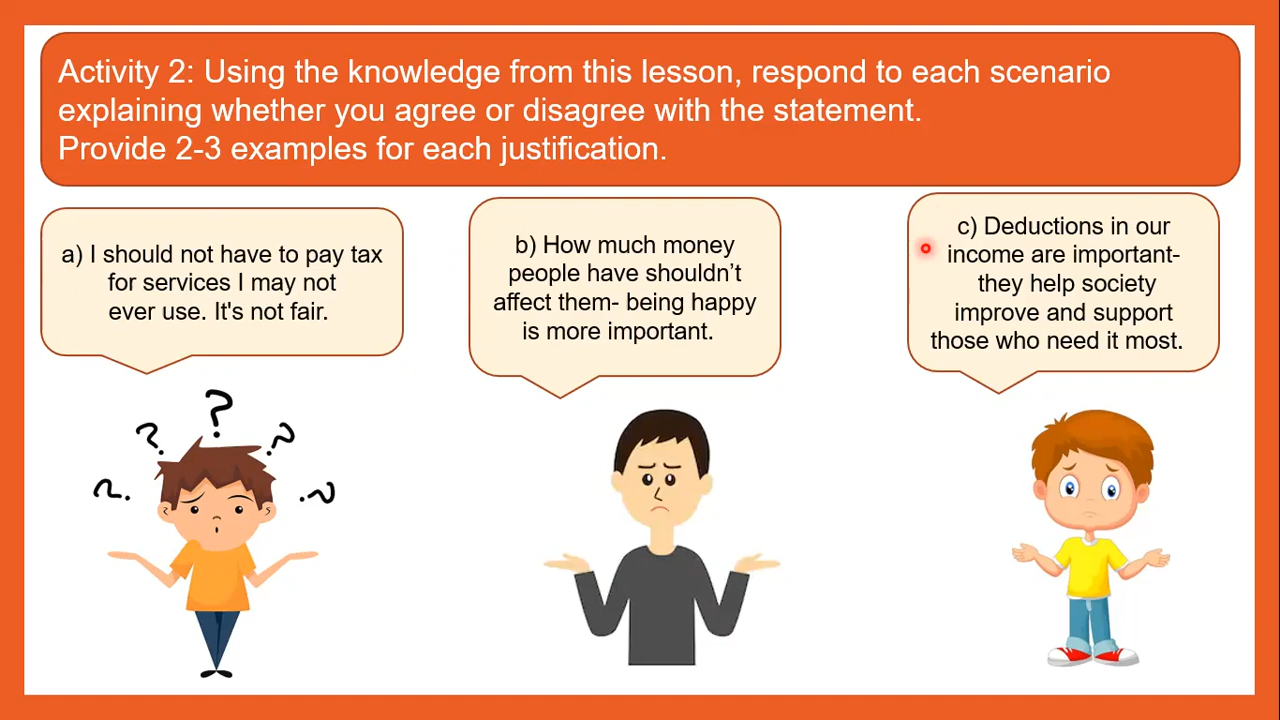 Activity 2: Using the knowledge from this lesson, respond to each scenario
explaining whether you agree or disagree with the statement.
Provide 2-3 examples for each justification.
a) I should not have to pay tax
for services I may not
ever use. It's not fair.
b) How much money
people have shouldn’t
affect them- being happy
is more important.
c) Deductions in our
income are important-
they help society
improve and support
those who need it most.
?
? ?
? ?